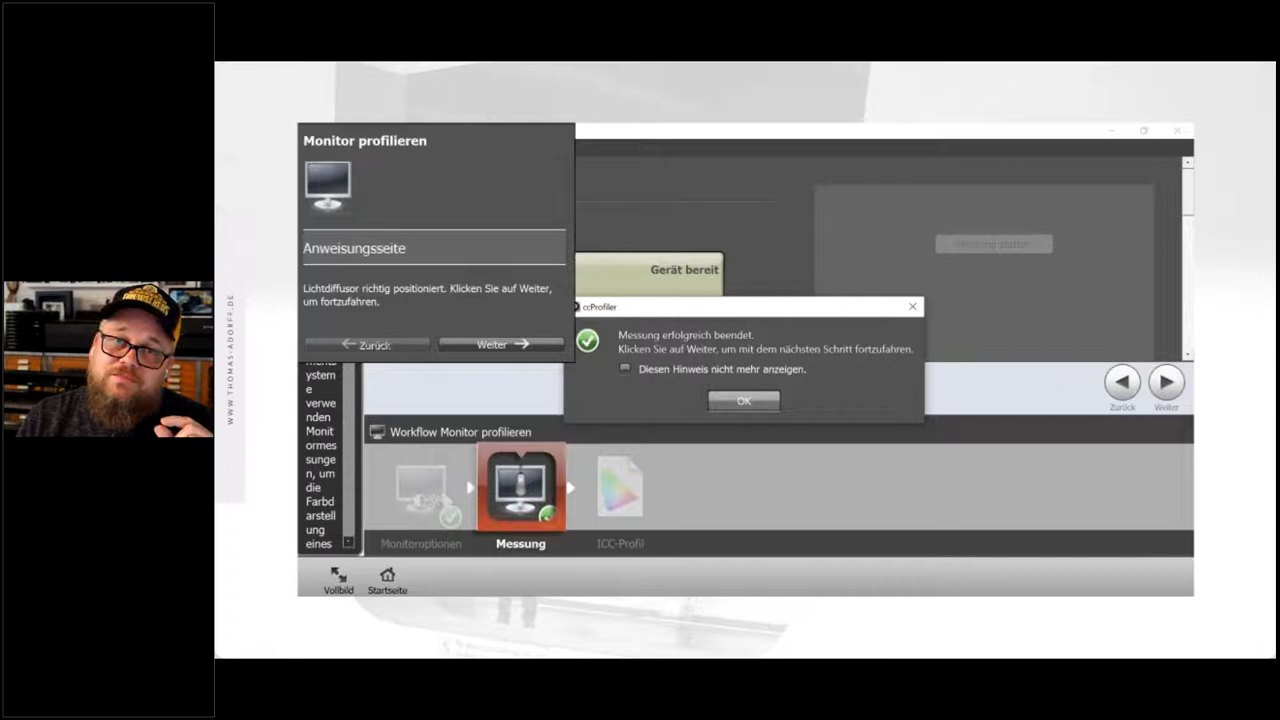 WWW.THOMAS-ADORFF.DE
Monitor profilieren
Anweisungsseite
Lichtdiffusor richtig positioniert. Klicken Sie auf Weiter,
um fortzufahren.
Zurück
Weiter
Gerät bereit
Messung starten
ccProfiler
Messung erfolgreich beendet.
Klicken Sie auf Weiter, um mit dem nächsten Schritt fortzufahren.
Diesen Hinweis nicht mehr anzeigen.
OK
Zurück
Weiter
ystem
e
verwe
nden
Monit
ormes
sunge
n, um
die
Farbd
arstell
ung
eines
Workflow Monitor profilieren
Monitoroptionen
Messung
ICC-Profil
Vollbild
Startseite